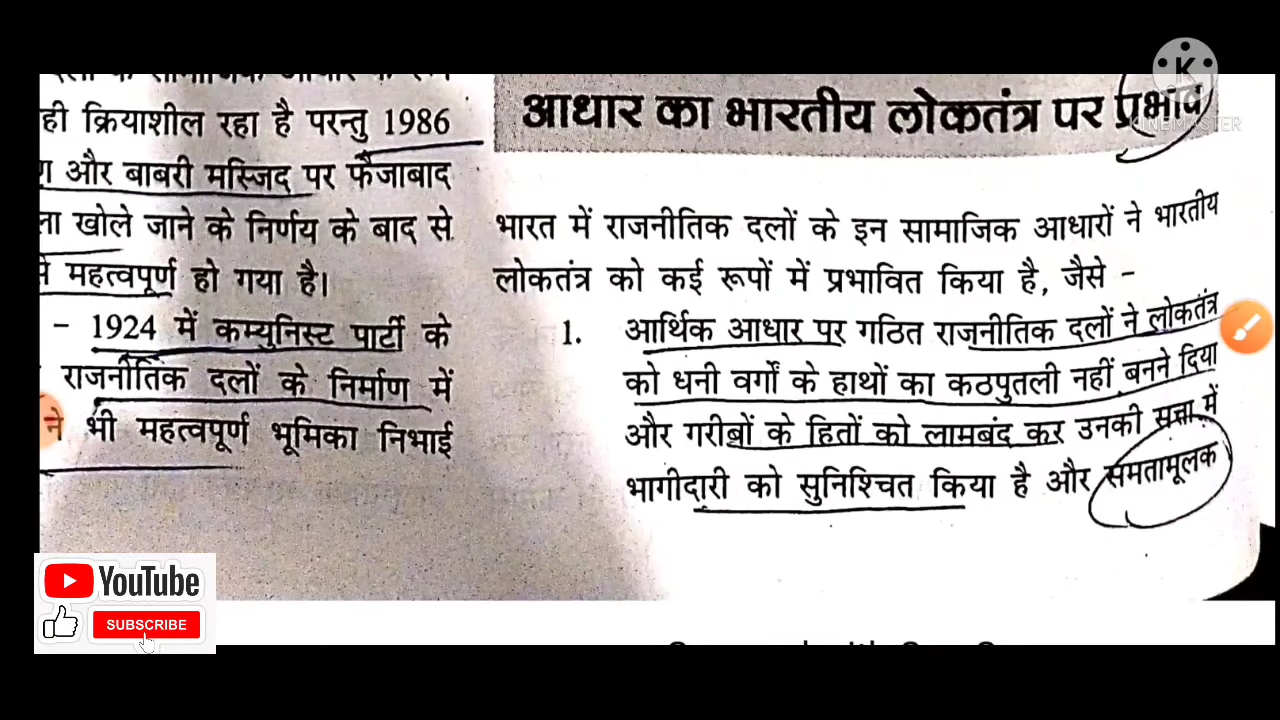 ही क्रियाशील रहा है परन्तु 1986
और बाबरी मस्जिद पर फैजाबाद
खोले जाने के निर्णय के बाद से
महत्वपूर्ण हो गया है।
- 1924 में कम्युनिस्ट पार्टी के
राजनीतिक दलों के निर्माण में
ने भी महत्वपूर्ण भूमिका निभाई
आधार का भारतीय लोकतंत्र पर प्रभाव
भारत में राजनीतिक दलों के इन सामाजिक आधारों ने भारतीय
लोकतंत्र को कई रूपों में प्रभावित किया है, जैसे -
1. आर्थिक आधार पर गठित राजनीतिक दलों ने लोकतंत्र
को धनी वर्गों के हाथों का कठपुतली नहीं बनने दिया
और गरीबों के हितों को लामबंद कर उनकी सत्ता में
भागीदारी को सुनिश्चित किया है और समतामूलक
K
KINEMASTER
YouTube
SUBSCRIBE